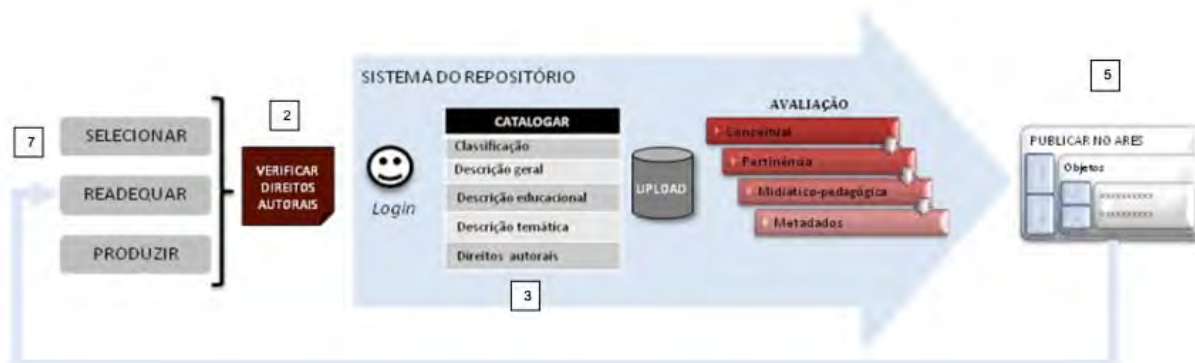 7
SELECIONAR
READEQUAR
PRODUZIR
2
VERIFICAR
DIREITOS
AUTORAIS
SISTEMA DO REPOSITÓRIO
Login
CATALOGAR
Classificação
Descrição geral
Descrição educacional
Descrição temática
Direitos autorais
3
UPLOAD
AVALIAÇÃO
Conceitual
Pertinência
Midiático-pedagógica
Metadados
5
PUBLICAR NO ARES
Objetos